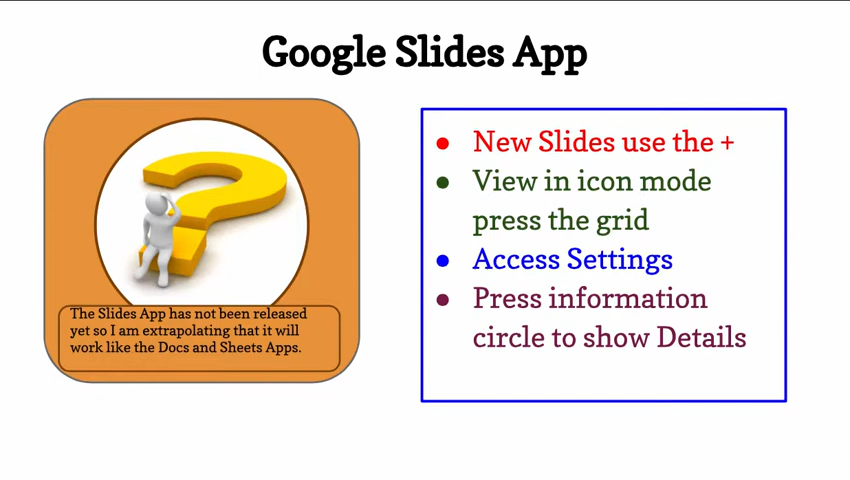 Google Slides App
The Slides App has not been released
yet so I am extrapolating that it will
work like the Docs and Sheets Apps.
● New Slides use the +
● View in icon mode
press the grid
● Access Settings
● Press information
circle to show Details